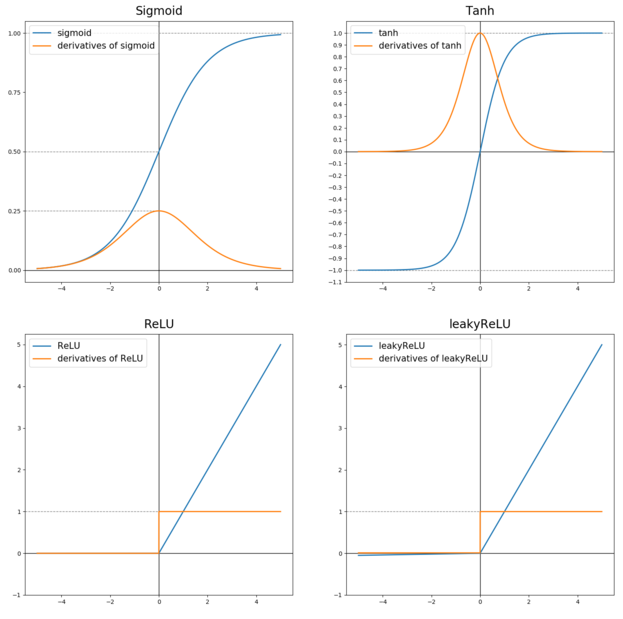 Sigmoid
sigmoid
derivatives of sigmoid
1.00
0.75
0.50
0.25
0.00
−4 −2 0 2 4
Tanh
tanh
derivatives of tanh
1.0
0.9
0.8
0.7
0.6
0.5
0.4
0.3
0.2
0.1
0.0
−0.1
−0.2
−0.3
−0.4
−0.5
−0.6
−0.7
−0.8
−0.9
−1.0
−1.1
−4 −2 0 2 4
ReLU
ReLU
derivatives of ReLU
5
4
3
2
1
0
−1
−4 −2 0 2 4
leakyReLU
leakyReLU
derivatives of leakyReLU
5
4
3
2
1
0
−1
−4 −2 0 2 4